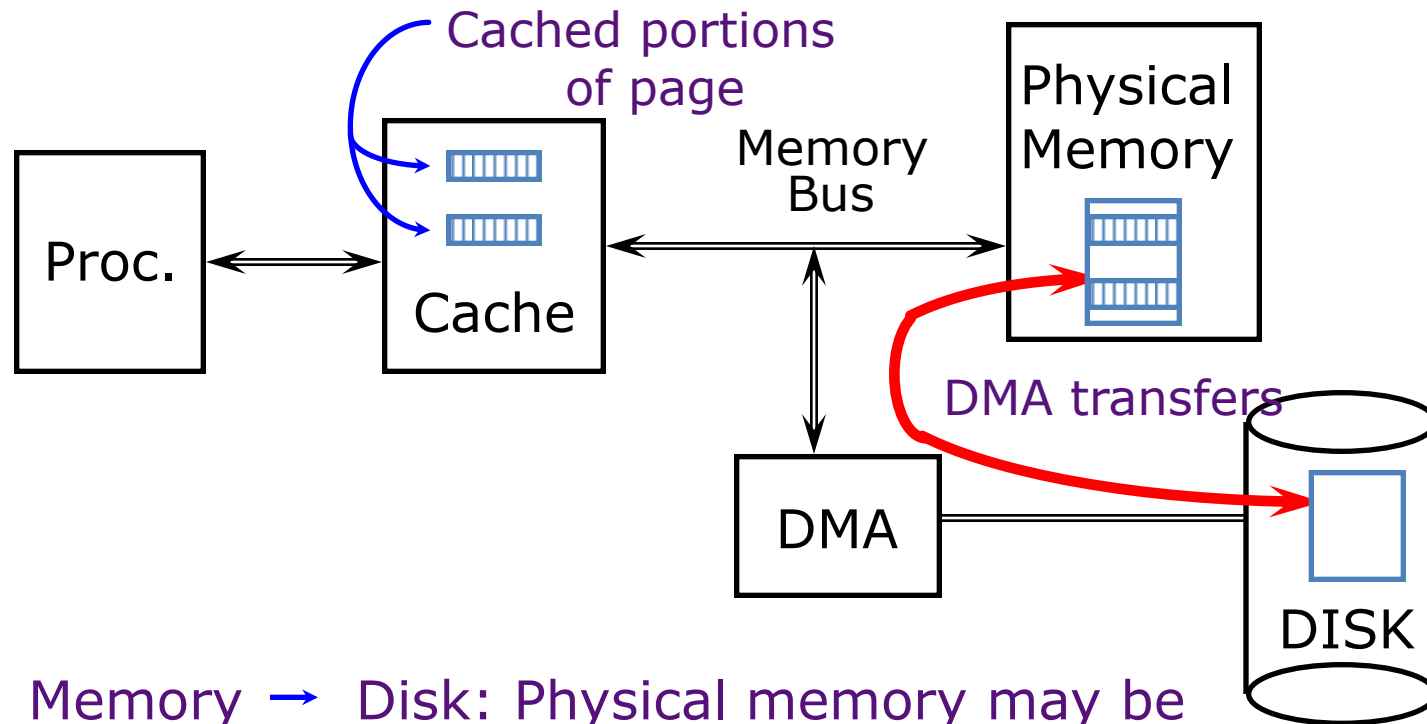 Cached portions
of page
Physical
Memory
Memory
Bus
Proc.
Cache
DMA transfers
DMA
DISK
Memory → Disk: Physical memory may be